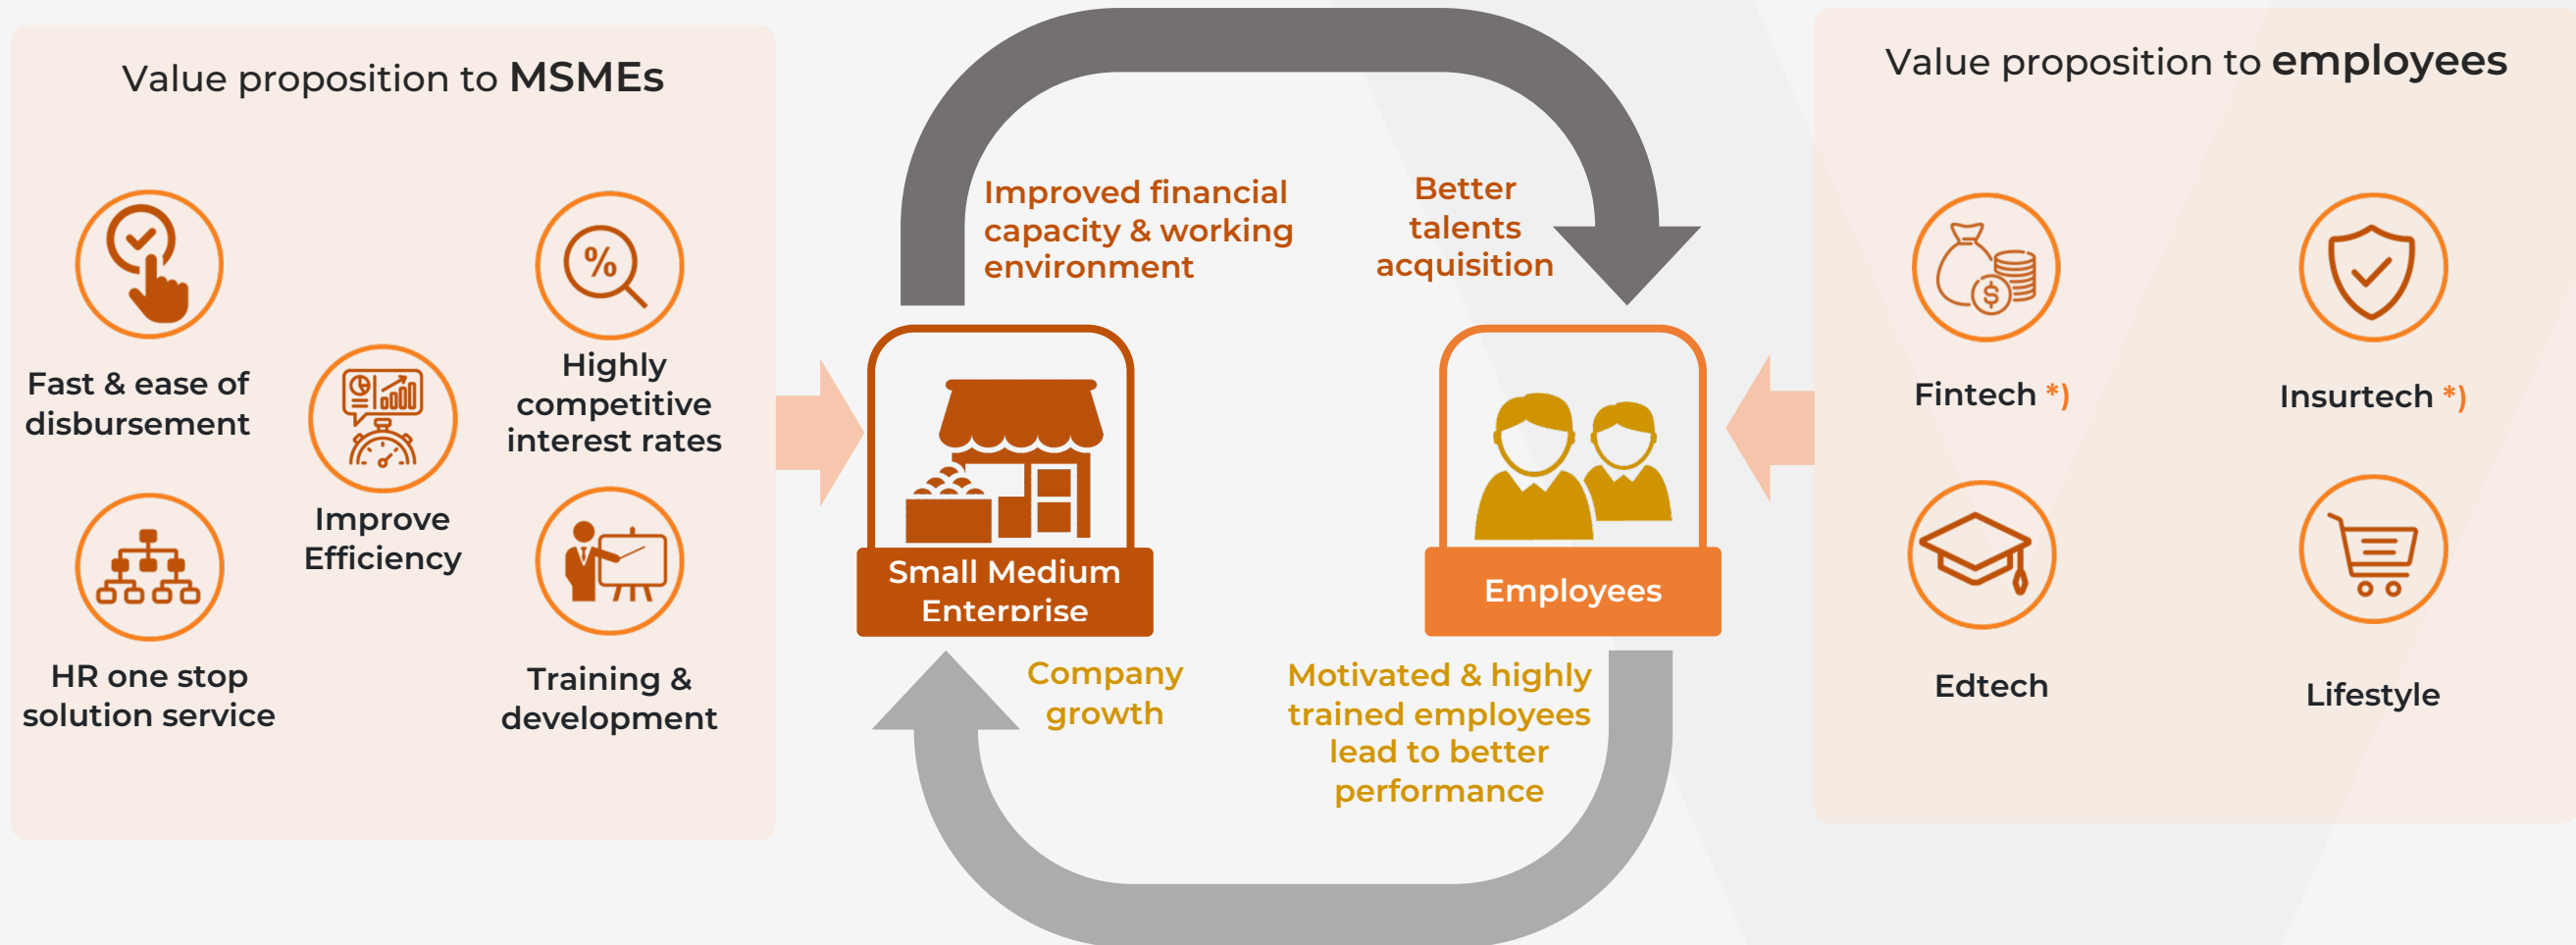 Value proposition to MSMEs
%
Fast & ease of
disbursement
Highly
competitive
interest rates
Improve
Efficiency
HR one stop
solution service
Training &
development
Improved financial
capacity & working
environment
Better
talents
acquisition
Small Medium
Enterprise
Employees
Company
growth
Motivated & highly
trained employees
lead to better
performance
Value proposition to employees
$
Fintech *)
Insurtech *)
Edtech
Lifestyle